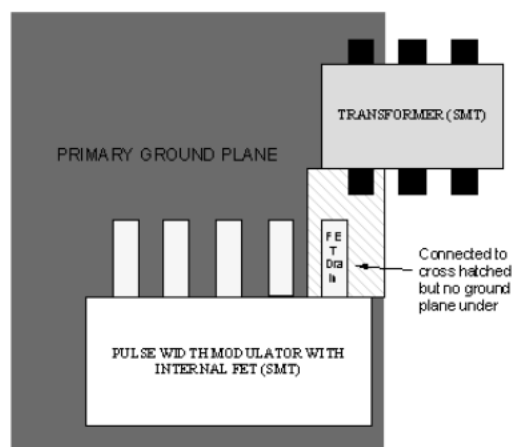 TRANSFORMER (SMT)
PRIMARY GROUND PLANE
F E
T
Dra
in
Connected to
cross hatched
but no ground
plane under
PULSE WIDTH MODULATOR WITH
INTERNAL FET (SMT)